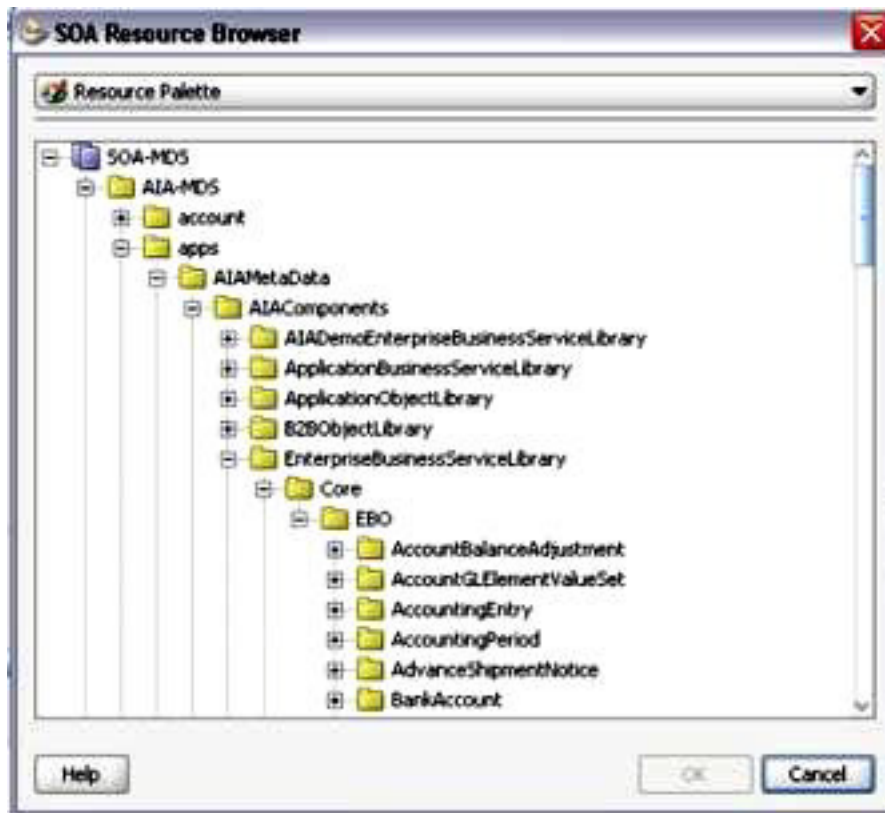 SOA Resource Browser
Resource Palette
SOA-MDS
AIA-MDS
account
apps
AIAMetaData
AIAComponents
AIADemoEnterpriseBusinessServiceLibrary
ApplicationBusinessServiceLibrary
ApplicationObjectLibrary
B2BObjectLibrary
EnterpriseBusinessServiceLibrary
Core
EBO
AccountBalanceAdjustment
AccountGLElementValueSet
AccountingEntry
AccountingPeriod
AdvanceShipmentNotice
BankAccount
Help
OK
Cancel